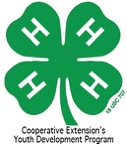 H H
H H
18 USC 707
Cooperative Extension's
Youth Development Program